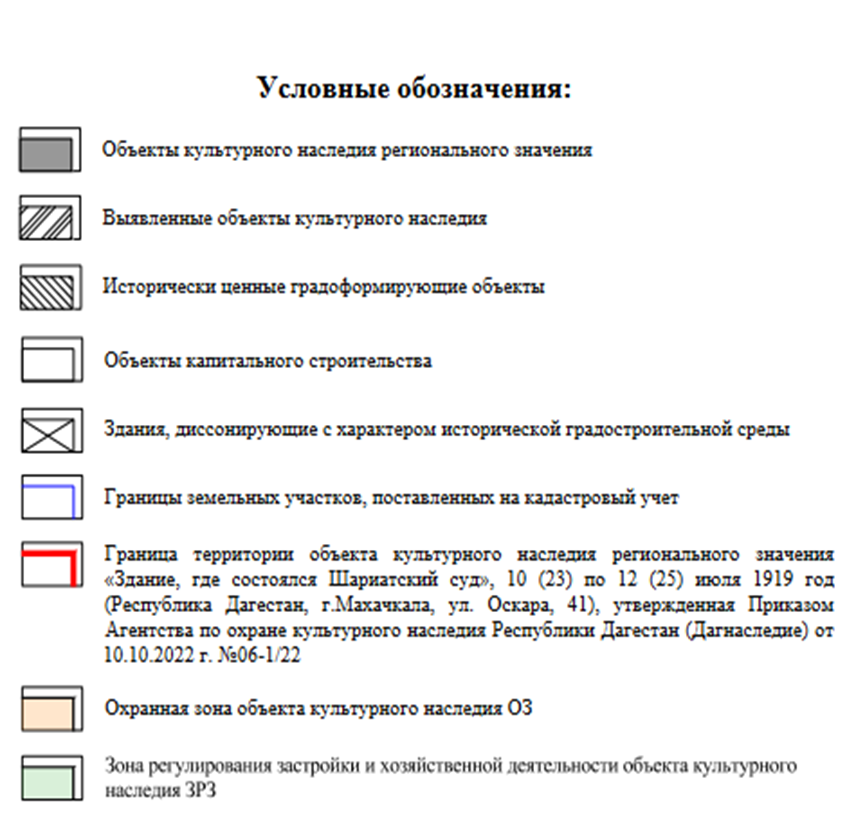 Условные обозначения:
Объекты культурного наследия регионального значения
Выявленные объекты культурного наследия
Исторически ценные градоформирующие объекты
Объекты капитального строительства
Здания, диссонирующие с характером исторической градостроительной среды
Границы земельных участков, поставленных на кадастровый учет
Граница территории объекта культурного наследия регионального значения
«Здание, где состоялся Шариатский суд», 10 (23) по 12 (25) июля 1919 год
(Республика Дагестан, г.Махачкала, ул. Оскара, 41), утвержденная Приказом
Агентства по охране культурного наследия Республики Дагестан (Дагнаследие) от
10.10.2022 г. №06-1/22
Охранная зона объекта культурного наследия ОЗ
Зона регулирования застройки и хозяйственной деятельности объекта культурного
наследия ЗРЗ